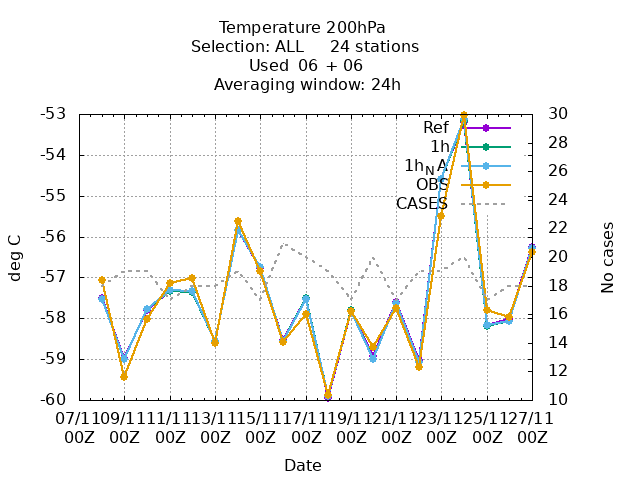 Temperature 200hPa
Selection: ALL 24 stations
Used 06 + 06
Averaging window: 24h
-53
-54
-55
-56
-57
-58
-59
-60
deg C
30
28
26
24
22
20
18
16
14
12
10
No cases
Ref
1h
1h_N A
OBS
CASES
07/11 09/11 11/11 13/11 15/11 17/11 19/11 21/11 23/11 25/11 27/11
00Z 00Z 00Z 00Z 00Z 00Z 00Z 00Z 00Z 00Z 00Z
Date